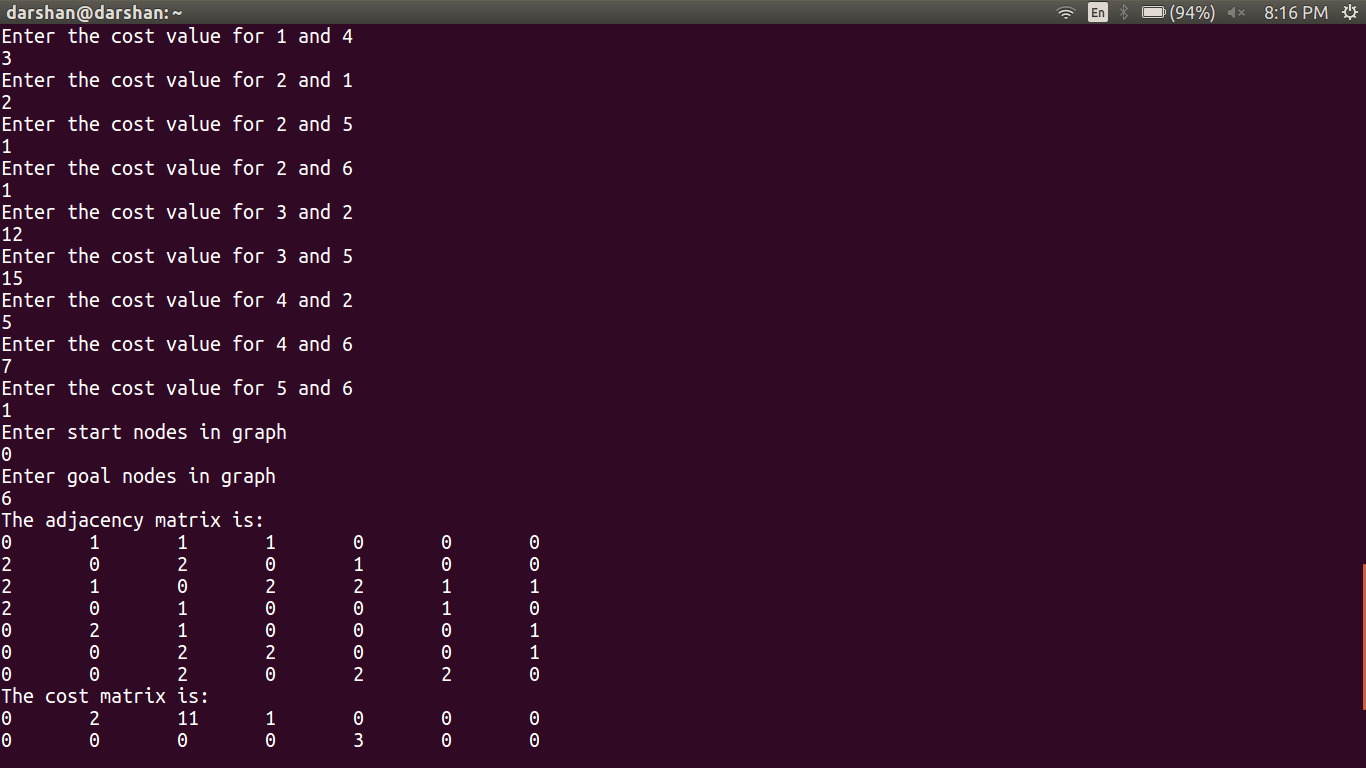 darshan@darshan: ~ En (94%) 8:16 PM
Enter the cost value for 1 and 4
3
Enter the cost value for 2 and 1
2
Enter the cost value for 2 and 5
1
Enter the cost value for 2 and 6
1
Enter the cost value for 3 and 2
12
Enter the cost value for 3 and 5
15
Enter the cost value for 4 and 2
5
Enter the cost value for 4 and 6
7
Enter the cost value for 5 and 6
1
Enter start nodes in graph
0
Enter goal nodes in graph
6
The adjacency matrix is:
0 1 1 1 0 0 0
2 0 2 0 1 0 0
2 1 0 2 2 1 1
2 0 1 0 0 1 0
0 2 1 0 0 0 1
0 0 2 2 0 0 1
0 0 2 0 2 2 0
The cost matrix is:
0 2 11 1 0 0 0
0 0 0 0 3 0 0